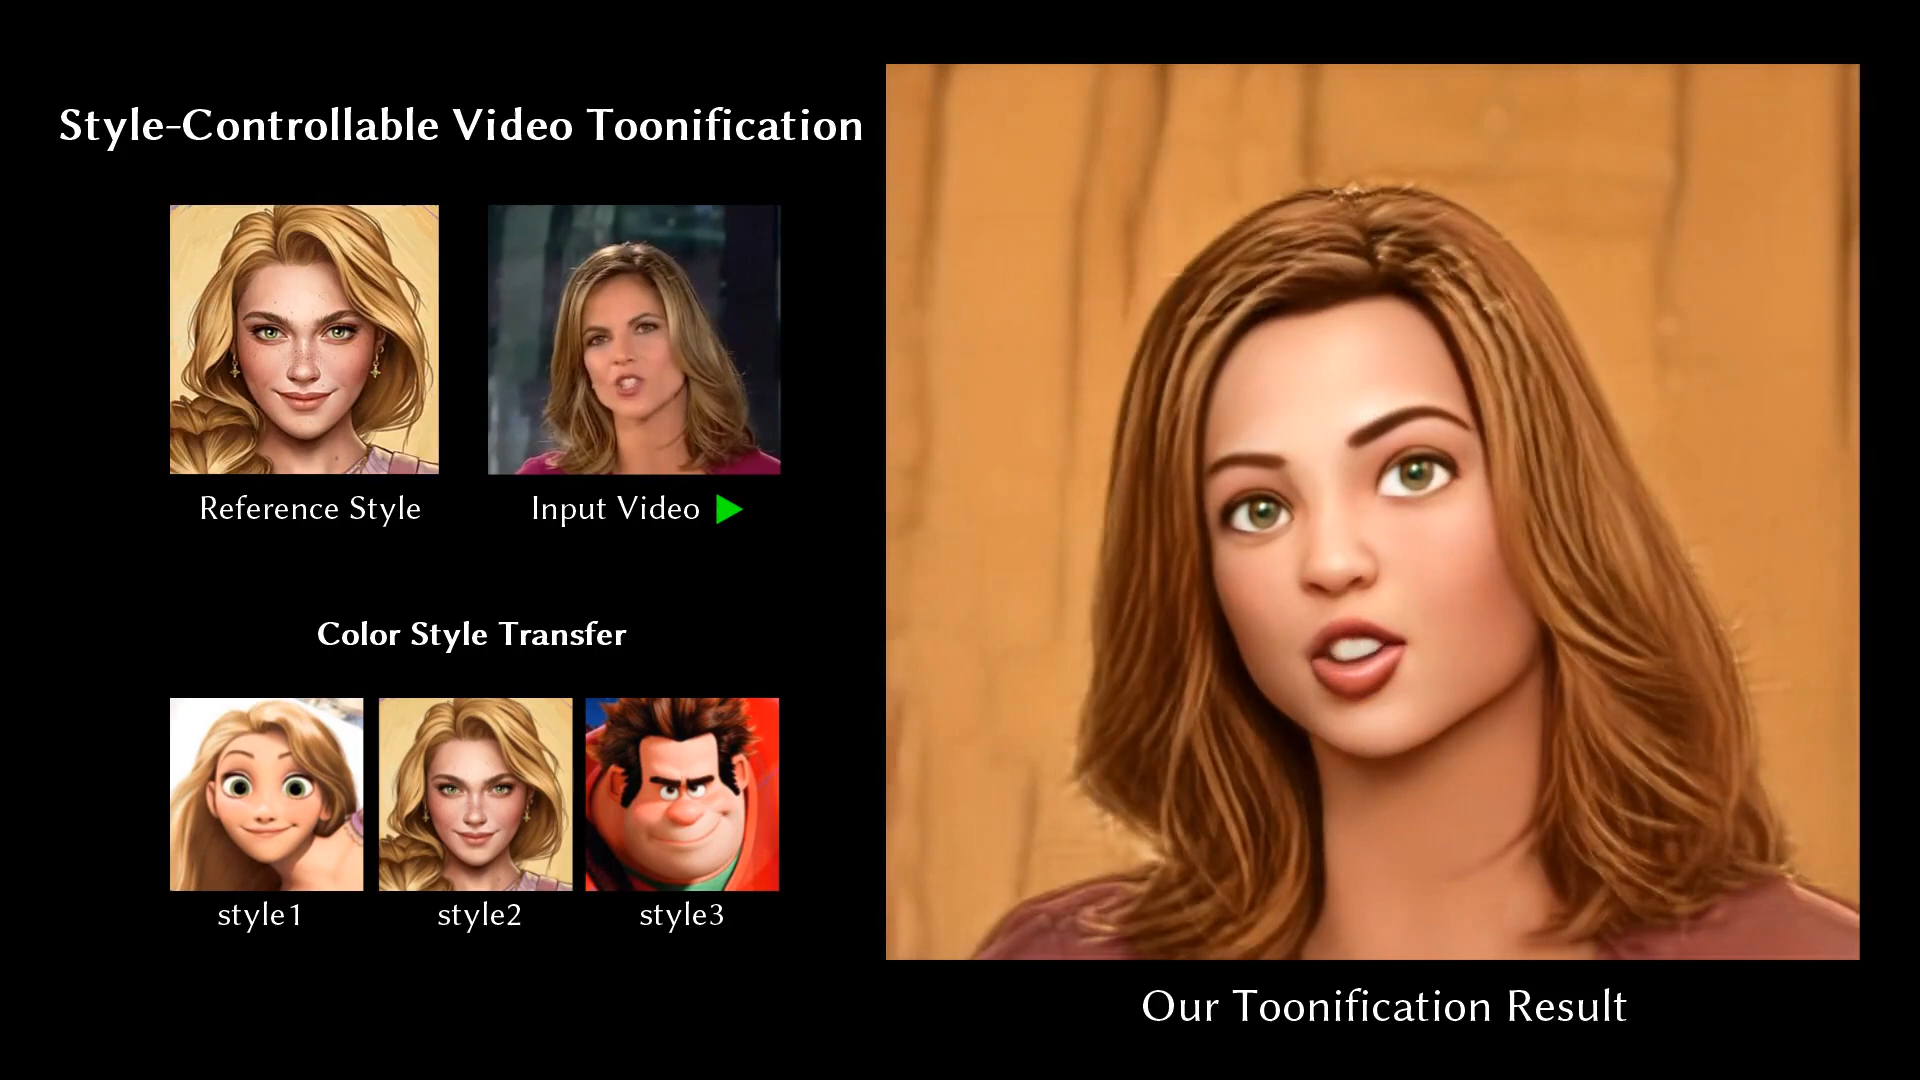 Style-Controllable Video Toonification
Reference Style
Input Video
Color Style Transfer
style1
style2
style3
Our Toonification Result